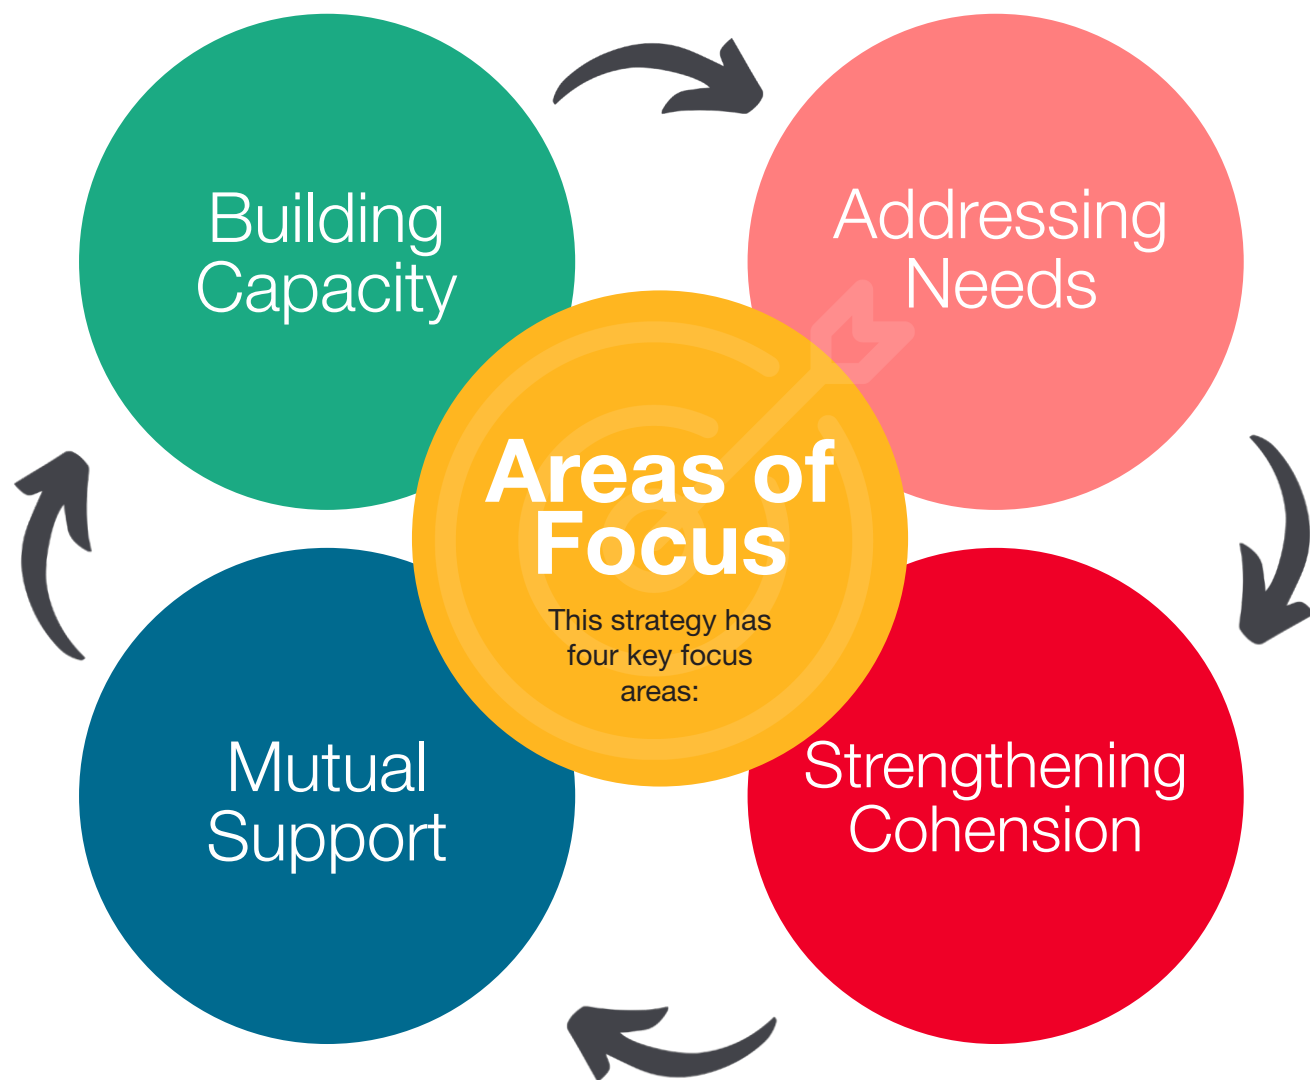 Building
Capacity
Addressing
Needs
Areas of
Focus
This strategy has
four key focus
areas:
Mutual
Support
Strengthening
Cohension